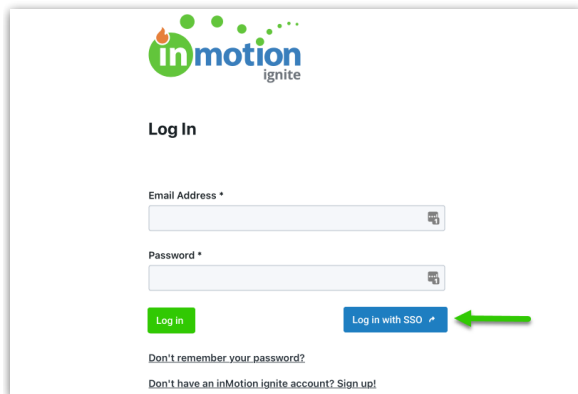 inmotion
ignite
Log In
Email Address *
Password *
Log in
Log in with SSO
Don't remember your password?
Don't have an inMotion ignite account? Sign up!